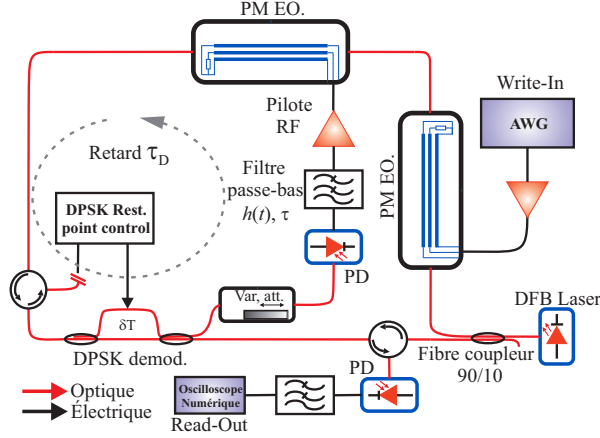 PM EO.
Write-In
AWG
Pilote
RF
Retard τD
Filtre
passe-bas
h(t), τ
PM EO.
DPSK Rest.
point control
PD
Var, att.
DFB Laser
δT
DPSK demod.
Fibre coupleur
90/10
PD
Optique
Électrique
Oscilloscope
Numérique
Read-Out